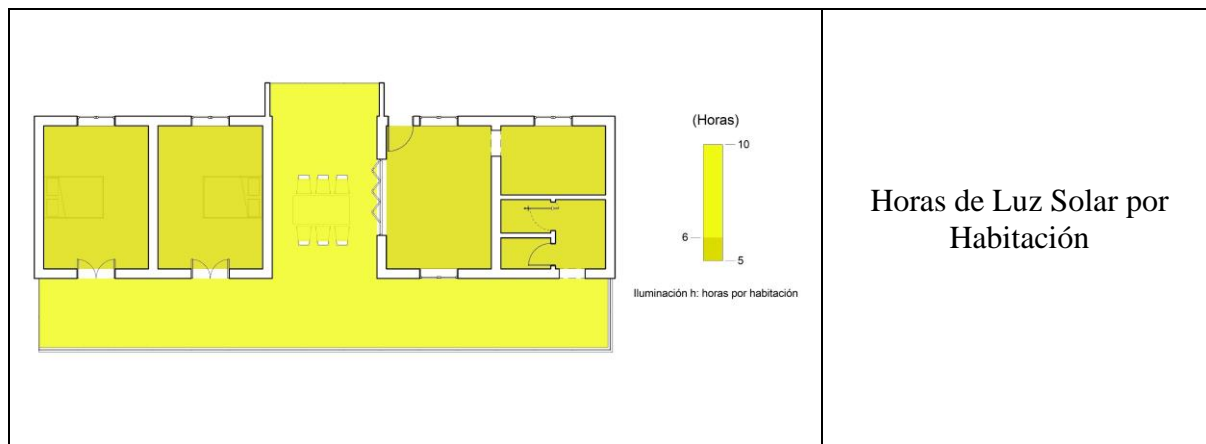 (Horas)
10
6
5
Iluminación h: horas por habitación
Horas de Luz Solar por
Habitación